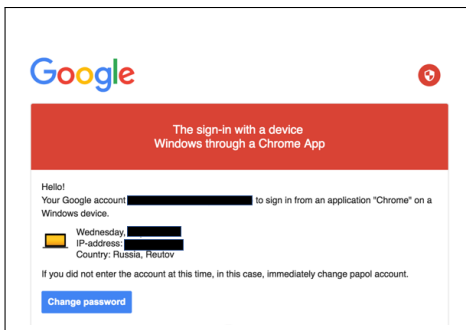 Google
The sign-in with a device
Windows through a Chrome App
Hello!
Your Google account to sign in from an application "Chrome" on a
Windows device.
Wednesday,
IP-address:
Country: Russia, Reutov
If you did not enter the account at this time, in this case, immediately change papol account.
Change password